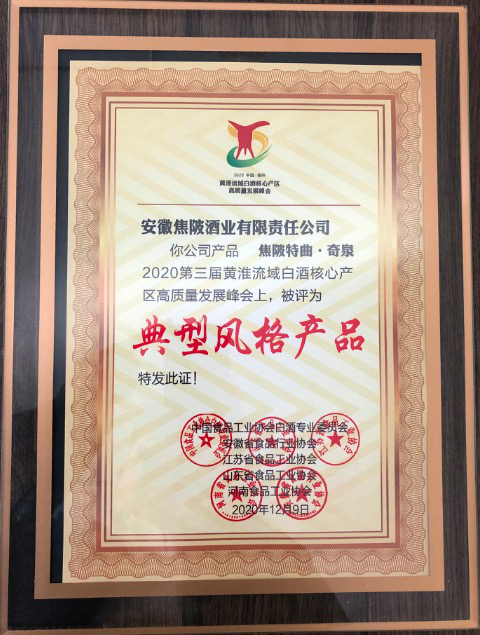 2020 中国·亳州
黄淮流域白酒核心产区
高质量发展峰会
安徽焦陂酒业有限责任公司
你公司产品 焦陂特曲·奇泉
2020第三届黄淮流域白酒核心产
区高质量发展峰会上，被评为
典型风格产品
特发此证！
中国食品工业协会白酒专业委员会
安徽省食品行业协会
江苏省食品工业协会
山东省食品工业协会
河南省食品工业协会
2020年12月9日